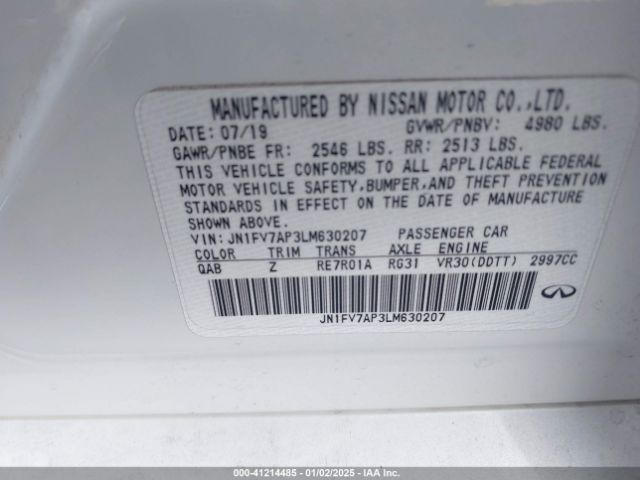 MANUFACTURED BY NISSAN MOTOR CO.,LTD.
DATE: 07/19 GVWR/PNBV: 4980 LBS.
GAWR/PNBE FR: 2546 LBS. RR: 2513 LBS.
THIS VEHICLE CONFORMS TO ALL APPLICABLE FEDERAL
MOTOR VEHICLE SAFETY,BUMPER,AND THEFT PREVENTION
STANDARDS IN EFFECT ON THE DATE OF MANUFACTURE
SHOWN ABOVE.
VIN: JN1FV7AP3LM630207 PASSENGER CAR
COLOR TRIM TRANS AXLE ENGINE
QAB Z RE7R01A RG31 VR30(DDTT) 2997CC
JN1FV7AP3LM630207
000-41214485 - 01/02/2025 - IAA Inc.